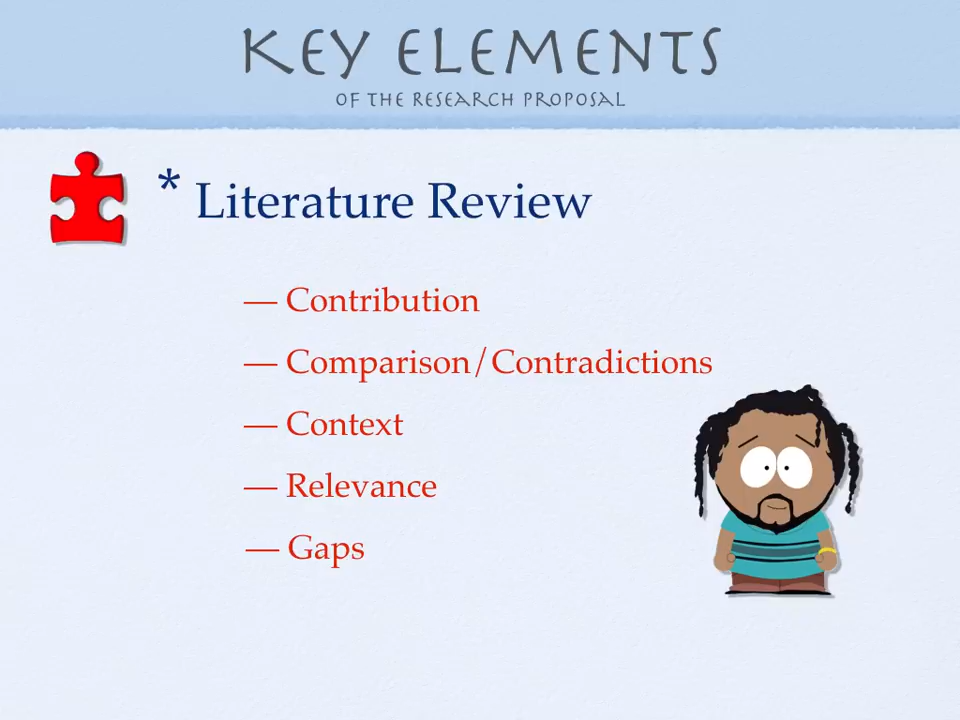 KEY ELEMENTS
OF THE RESEARCH PROPOSAL
* Literature Review
— Contribution
— Comparison/Contradictions
— Context
— Relevance
— Gaps